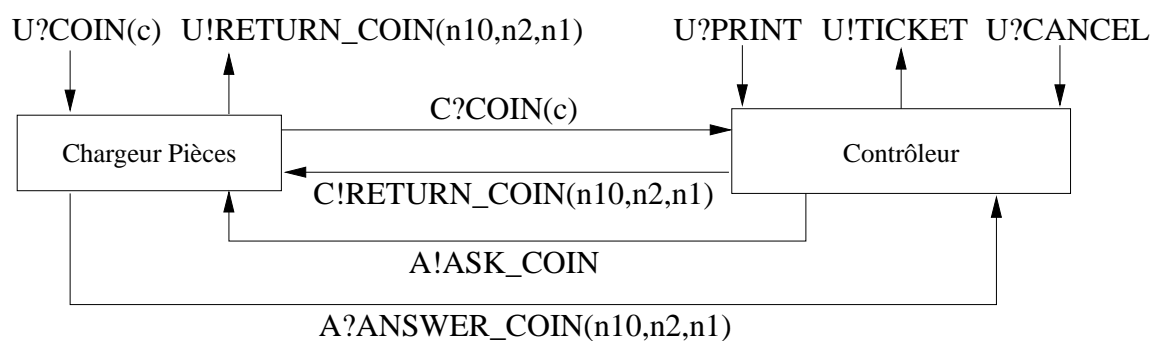 U?COIN(c) U!RETURN_COIN(n10,n2,n1) U?PRINT U!TICKET U?CANCEL
C?COIN(c)
Chargeur Pièces
Contrôleur
C!RETURN_COIN(n10,n2,n1)
A!ASK_COIN
A?ANSWER_COIN(n10,n2,n1)